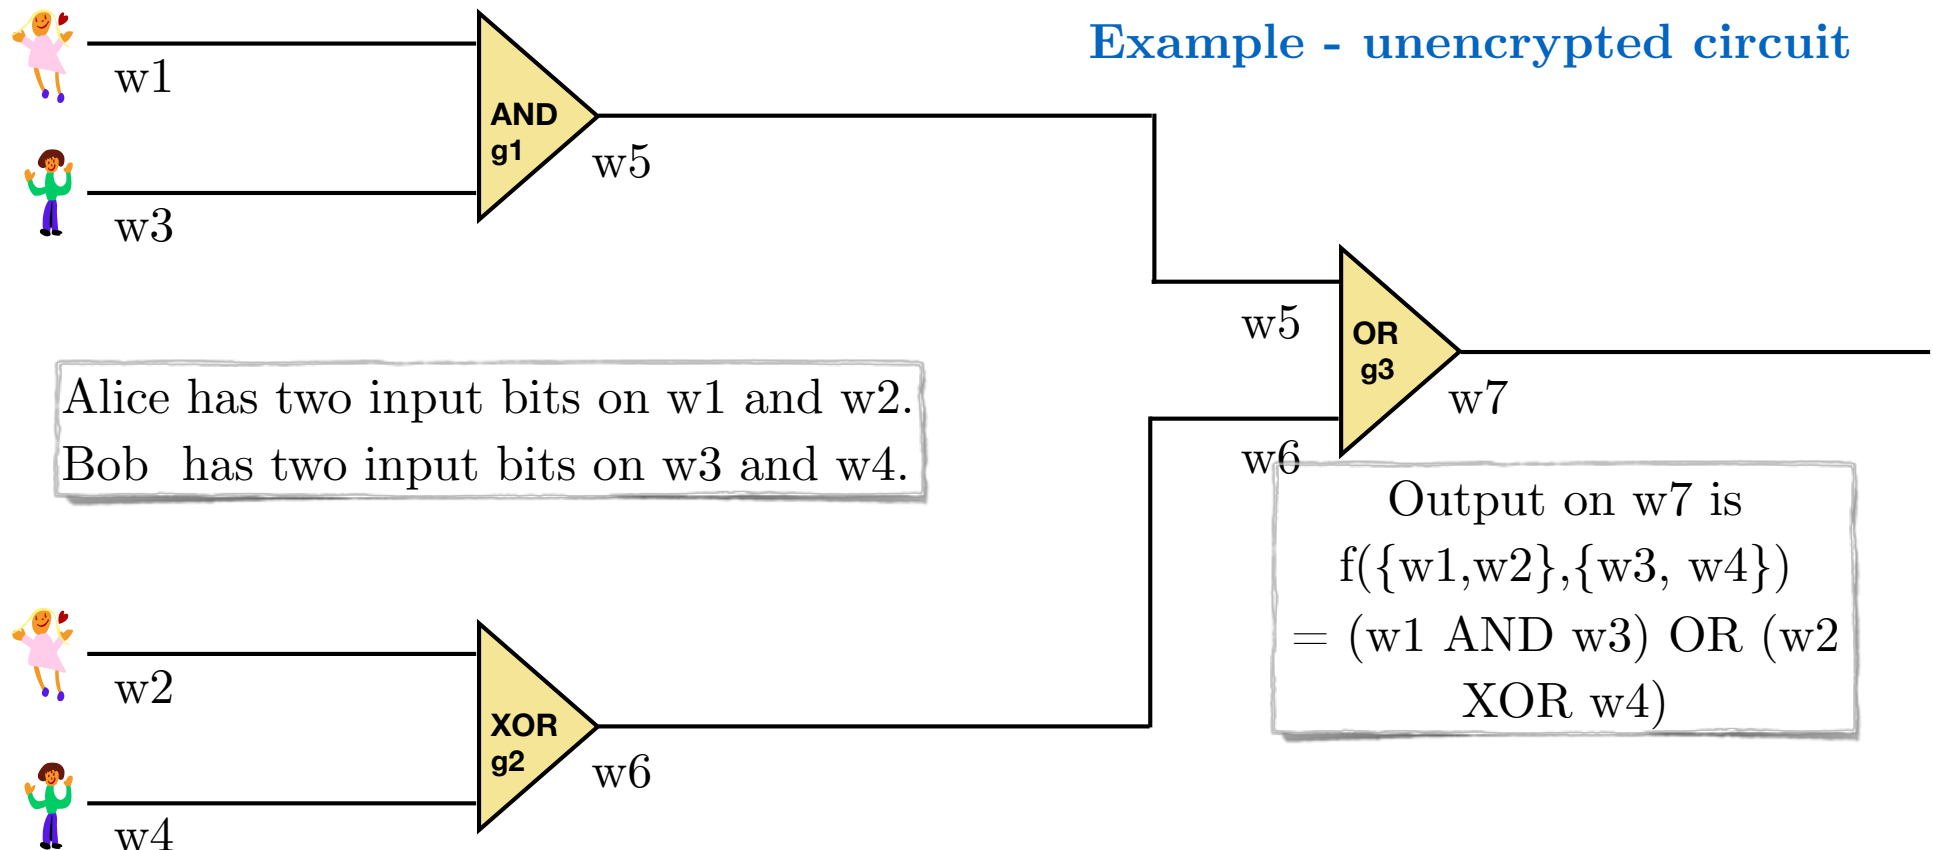 Example - unencrypted circuit
w1
AND
g1
w5
w3
w5
OR
g3
w7
w6
Alice has two input bits on w1 and w2.
Bob has two input bits on w3 and w4.
Output on w7 is
f({w1,w2},{w3, w4})
= (w1 AND w3) OR (w2
XOR w4)
w2
XOR
g2
w6
w4